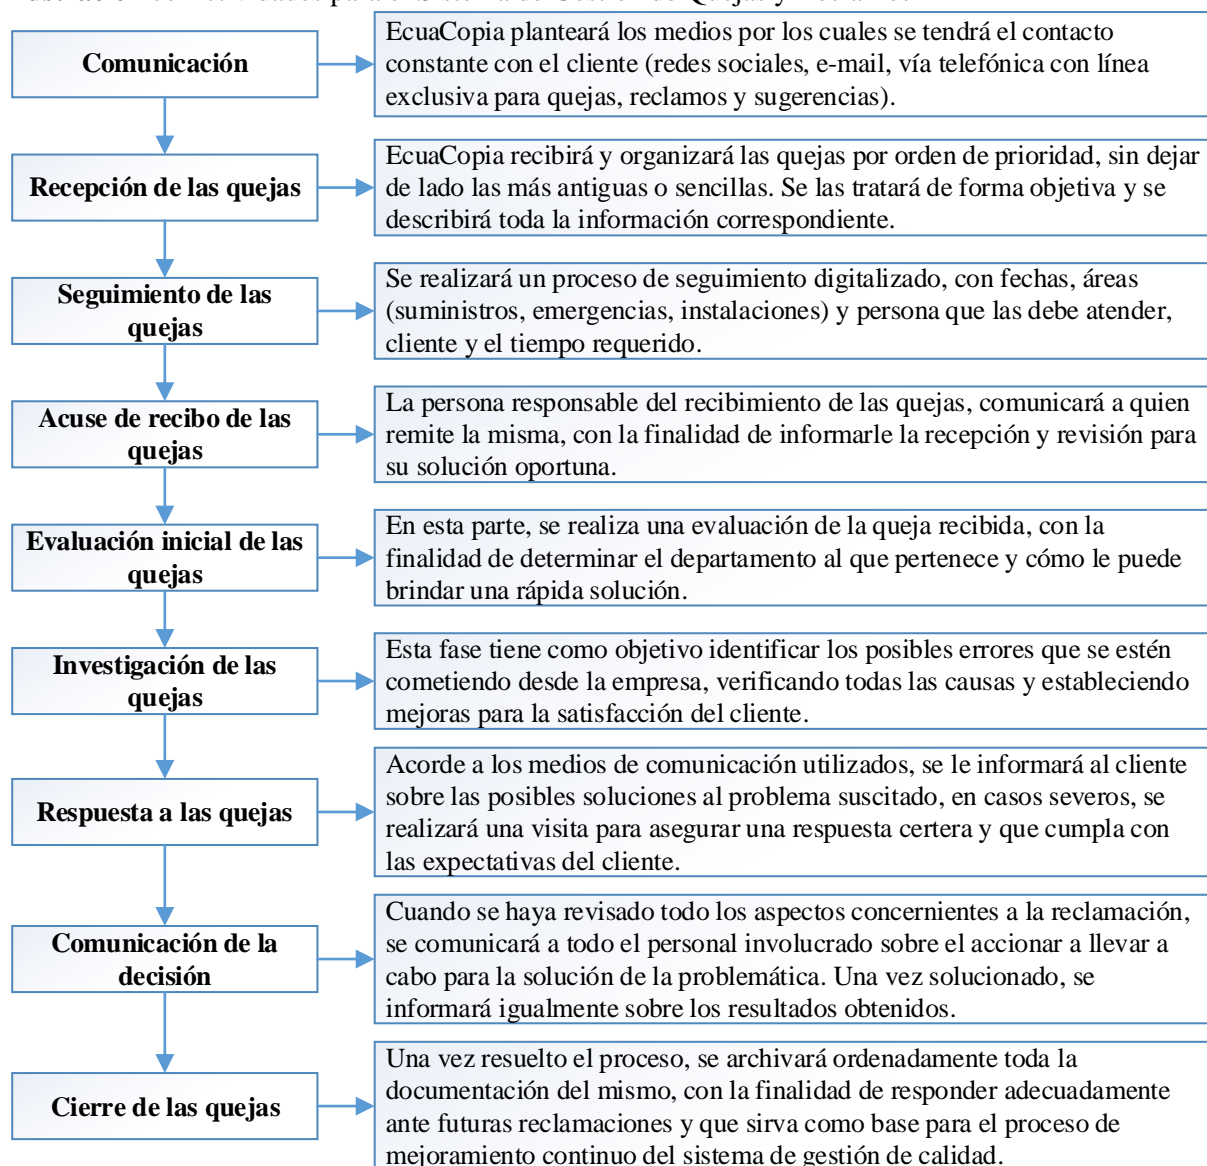 Comunicación
EcuaCopia planteará los medios por los cuales se tendrá el contacto
constante con el cliente (redes sociales, e-mail, vía telefónica con línea
exclusiva para quejas, reclamos y sugerencias).
Recepción de las quejas
EcuaCopia recibirá y organizará las quejas por orden de prioridad, sin dejar
de lado las más antiguas o sencillas. Se las tratará de forma objetiva y se
describirá toda la información correspondiente.
Seguimiento de las
quejas
Se realizará un proceso de seguimiento digitalizado, con fechas, áreas
(suministros, emergencias, instalaciones) y persona que las debe atender,
cliente y el tiempo requerido.
Acuse de recibo de las
quejas
La persona responsable del recibimiento de las quejas, comunicará a quien
remite la misma, con la finalidad de informarle la recepción y revisión para
su solución oportuna.
Evaluación inicial de las
quejas
En esta parte, se realiza una evaluación de la queja recibida, con la
finalidad de determinar el departamento al que pertenece y cómo le puede
brindar una rápida solución.
Investigación de las
quejas
Esta fase tiene como objetivo identificar los posibles errores que se estén
cometiendo desde la empresa, verificando todas las causas y estableciendo
mejoras para la satisfacción del cliente.
Respuesta a las quejas
Acorde a los medios de comunicación utilizados, se le informará al cliente
sobre las posibles soluciones al problema suscitado, en casos severos, se
realizará una visita para asegurar una respuesta certera y que cumpla con
las expectativas del cliente.
Comunicación de la
decisión
Cuando se haya revisado todo los aspectos concernientes a la reclamación,
se comunicará a todo el personal involucrado sobre el accionar a llevar a
cabo para la solución de la problemática. Una vez solucionado, se
informará igualmente sobre los resultados obtenidos.
Cierre de las quejas
Una vez resuelto el proceso, se archivará ordenadamente toda la
documentación del mismo, con la finalidad de responder adecuadamente
ante futuras reclamaciones y que sirva como base para el proceso de
mejoramiento continuo del sistema de gestión de calidad.